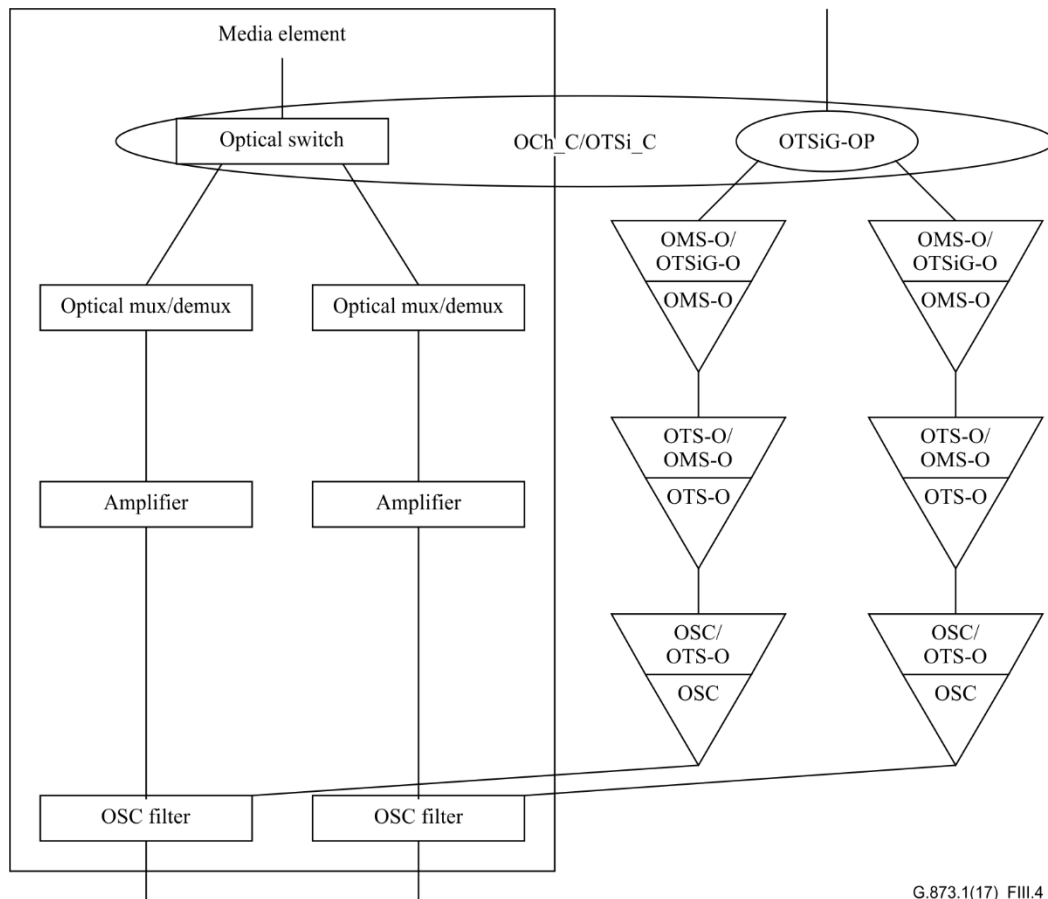 Media element
Optical switch
OCh_C/OTSi_C
OTSiG-OP
OMS-O/
OTSiG-O
OMS-O
OMS-O/
OTSiG-O
OMS-O
Optical mux/demux
Optical mux/demux
OTS-O/
OMS-O
OTS-O
OTS-O/
OMS-O
OTS-O
Amplifier
Amplifier
OSC/
OTS-O
OSC
OSC/
OTS-O
OSC
OSC filter
OSC filter
G.873.1(17)_FIII.4